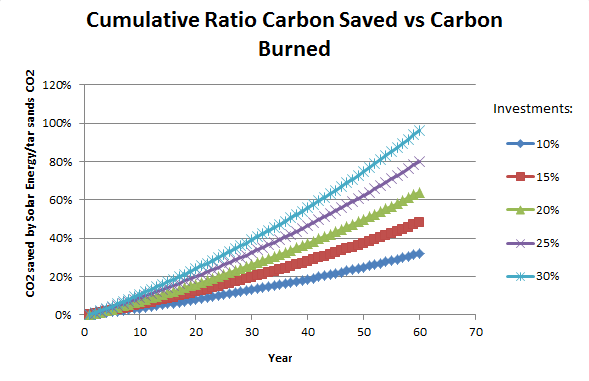 Cumulative Ratio Carbon Saved vs Carbon
Burned
CO2 saved by Solar Energy/tar sands CO2
120%
100%
80%
60%
40%
20%
0%
0 10 20 30 40 50 60 70
Year
Investments:
10%
15%
20%
25%
30%